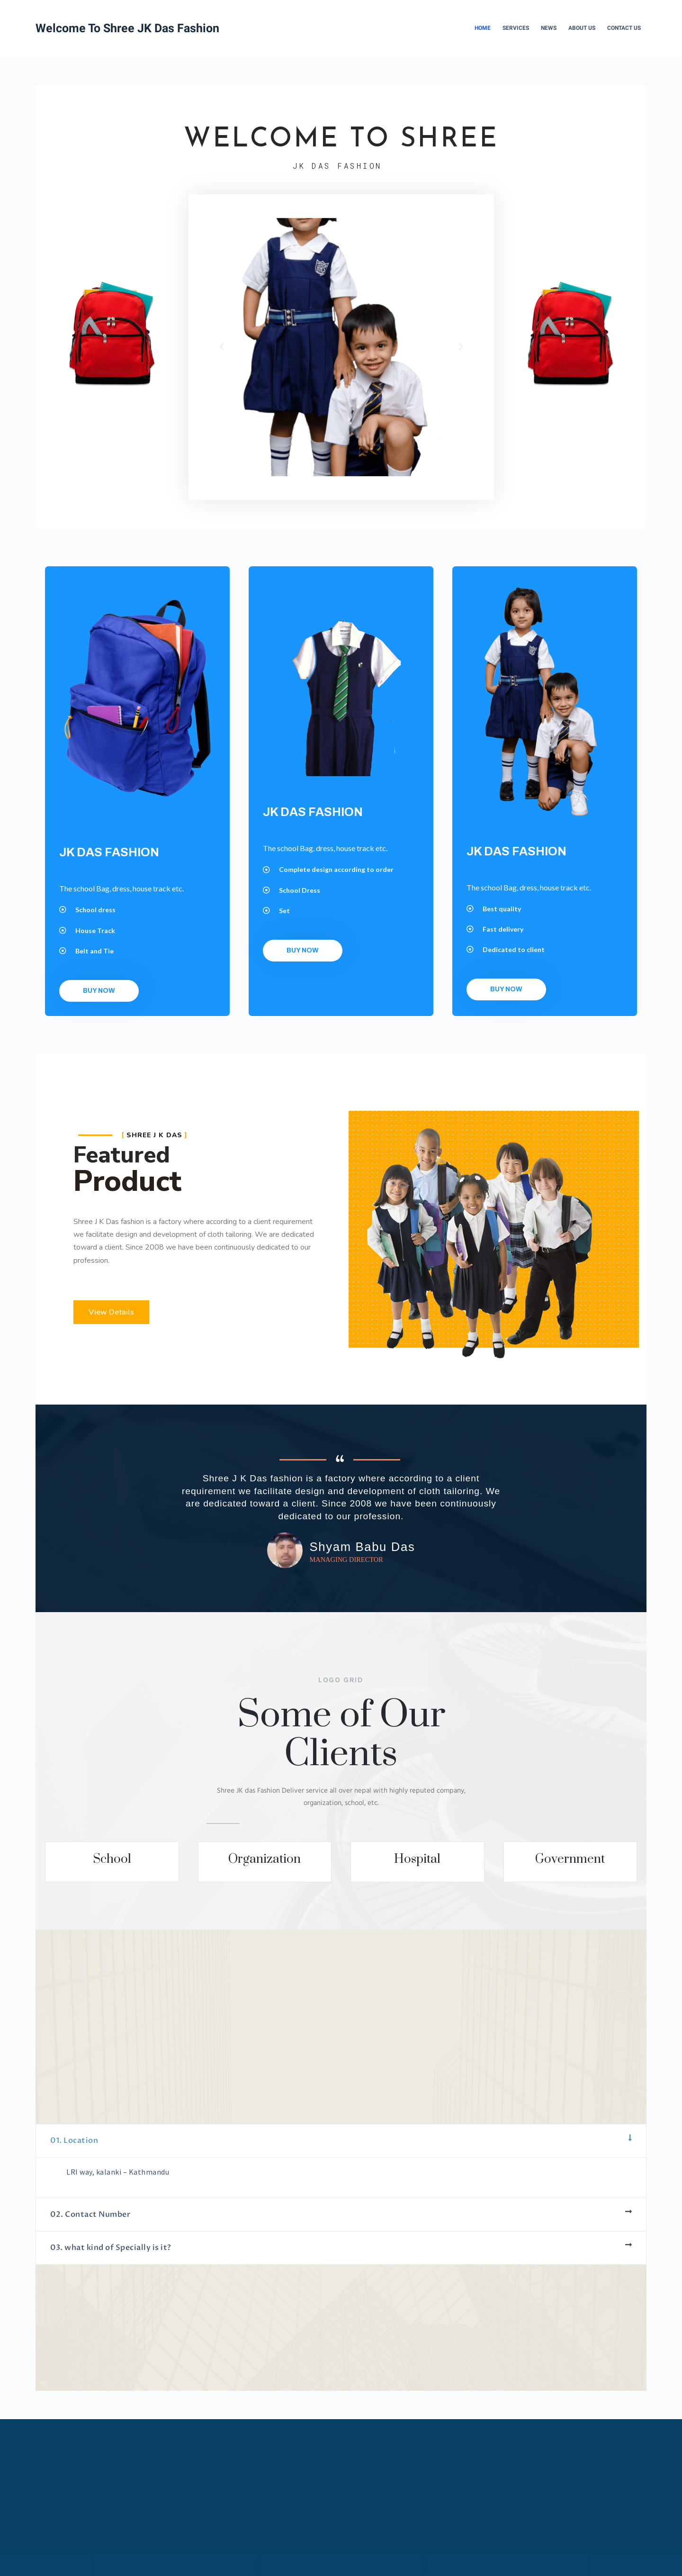 Welcome To Shree JK Das Fashion
HOME SERVICES NEWS ABOUT US CONTACT US
WELCOME TO SHREE
JK DAS FASHION
JK DAS FASHION
The school Bag, dress, house track etc.
School dress
House Track
Belt and Tie
BUY NOW
JK DAS FASHION
The school Bag, dress, house track etc.
Complete design according to order
School Dress
Set
BUY NOW
JK DAS FASHION
The school Bag, dress, house track etc.
Best quality
Fast delivery
Dedicated to client
BUY NOW
[ SHREE J K DAS ]
Featured
Product
Shree J K Das fashion is a factory where according to a client requirement
we facilitate design and development of cloth tailoring. We are dedicated
toward a client. Since 2008 we have been continuously dedicated to our
profession.
View Details
“
Shree J K Das fashion is a factory where according to a client
requirement we facilitate design and development of cloth tailoring. We
are dedicated toward a client. Since 2008 we have been continuously
dedicated to our profession.
Shyam Babu Das
MANAGING DIRECTOR
LOGO GRID
Some of Our
Clients
Shree JK das Fashion Deliver service all over nepal with highly reputed company,
organization, school, etc.
School
Organization
Hospital
Government
01. Location
LRI way, kalanki – Kathmandu
02. Contact Number
03. what kind of Specially is it?